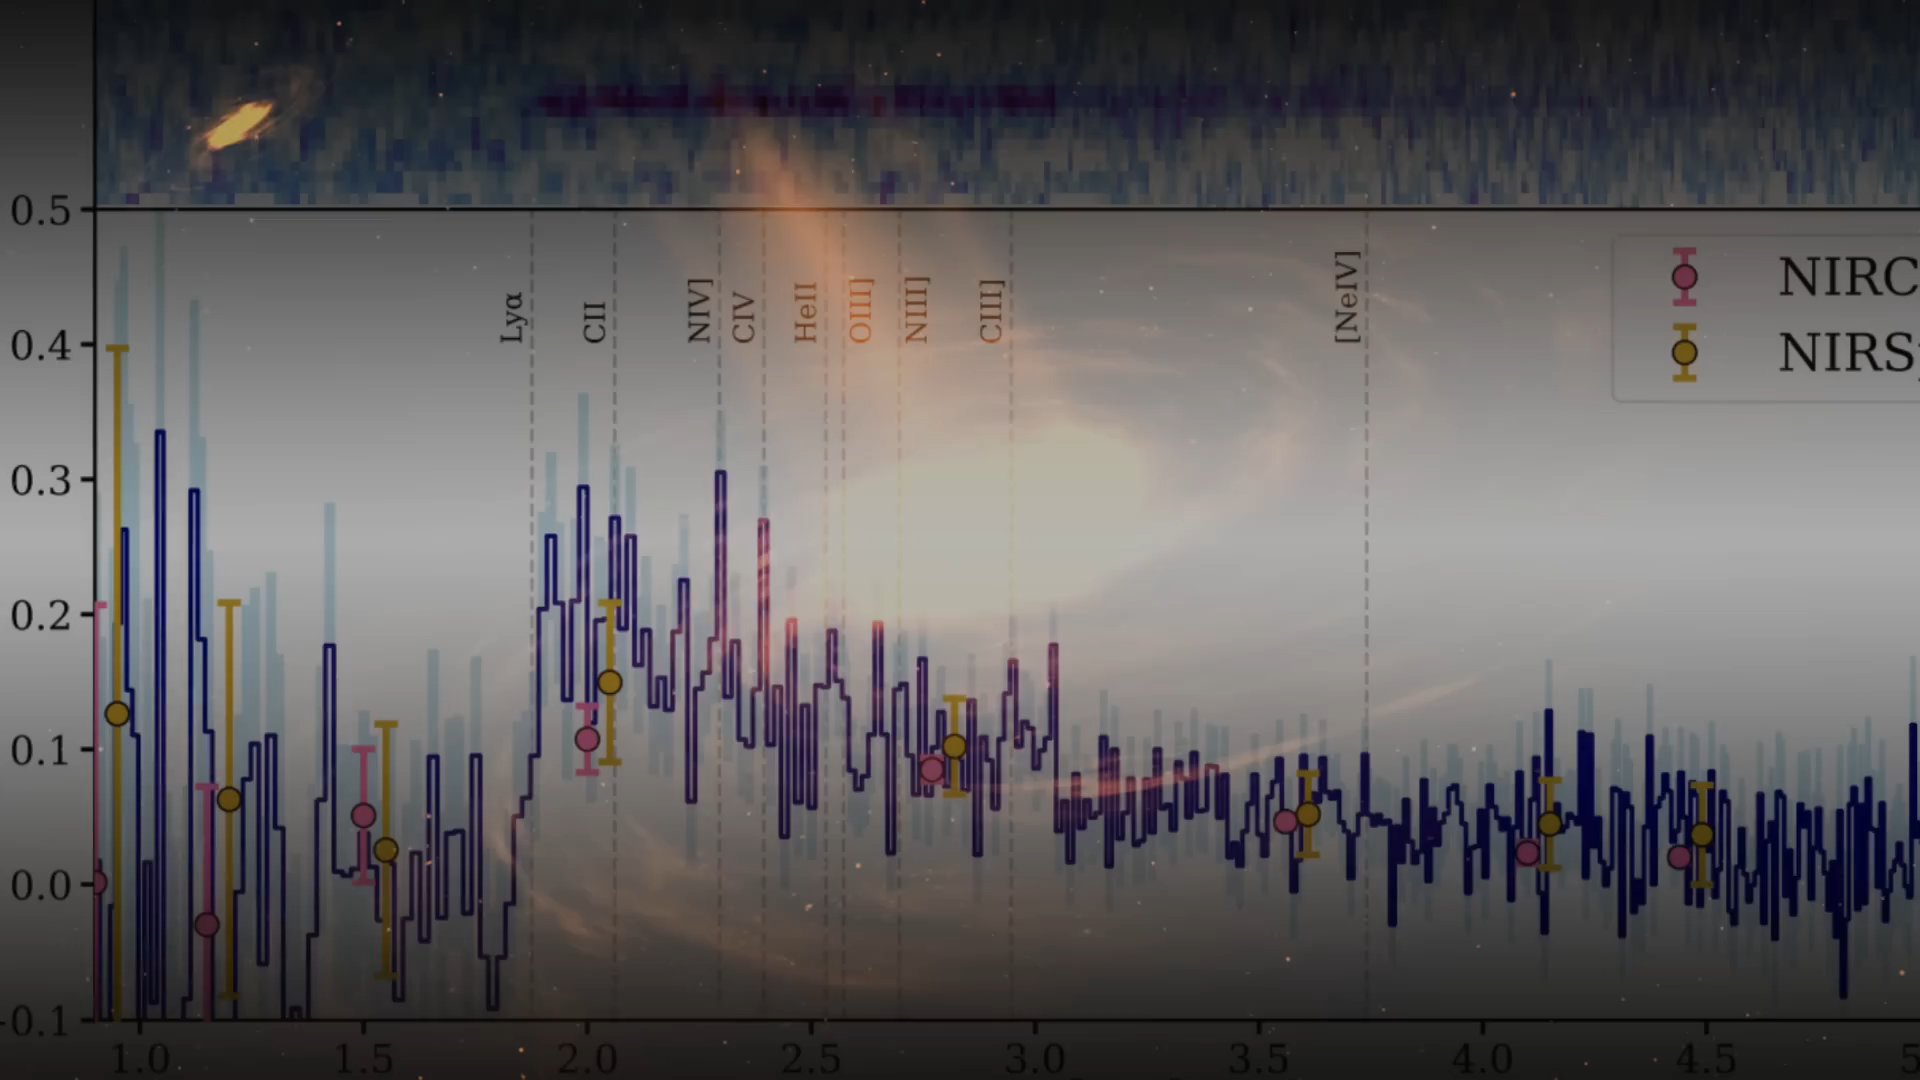 0.5
0.4
0.3
0.2
0.1
0.0
-0.1
Lyα
CII
NIV]
CIV
HeII
OIII]
NIII]
CIII]
[NeIV]
NIRC
NIRS
1.0 1.5 2.0 2.5 3.0 3.5 4.0 4.5 5